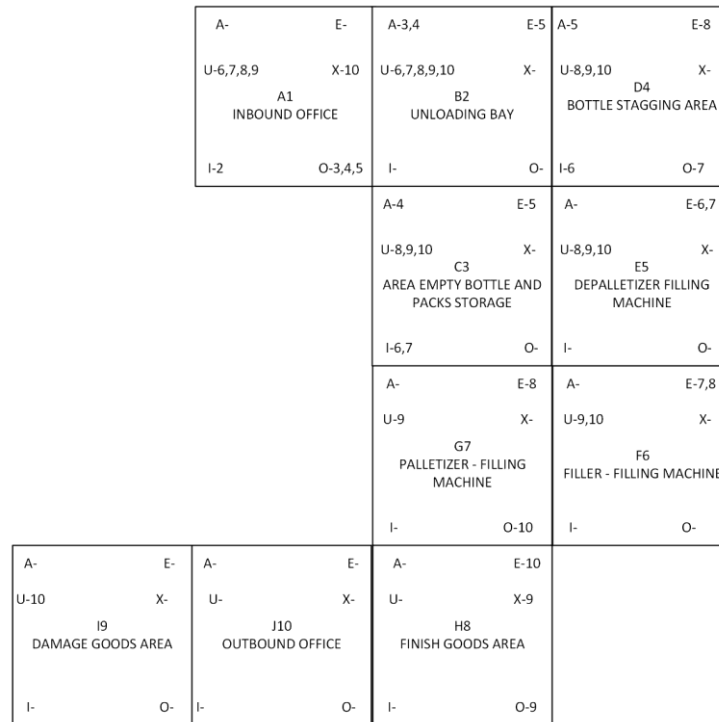 A- E-
U-6,7,8,9 X-10
A1
INBOUND OFFICE
I-2 O-3,4,5
A-3,4 E-5
U-6,7,8,9,10 X-
B2
UNLOADING BAY
I- O-
A-5 E-8
U-8,9,10 X-
D4
BOTTLE STAGGING AREA
I-6 O-7
A-4 E-5
U-8,9,10 X-
C3
AREA EMPTY BOTTLE AND
PACKS STORAGE
I-6,7 O-
A- E-6,7
U-8,9,10 X-
E5
DEPALLETIZER FILLING
MACHINE
I- O-
A- E-8
U-9 X-
G7
PALLETIZER - FILLING
MACHINE
I- O-10
A- E-7,8
U-9,10 X-
F6
FILLER - FILLING MACHINE
I- O-
A- E-
U-10 X-
I9
DAMAGE GOODS AREA
I- O-
A- E-
U- X-
J10
OUTBOUND OFFICE
I- O-
A- E-10
U- X-9
H8
FINISH GOODS AREA
I- O-9